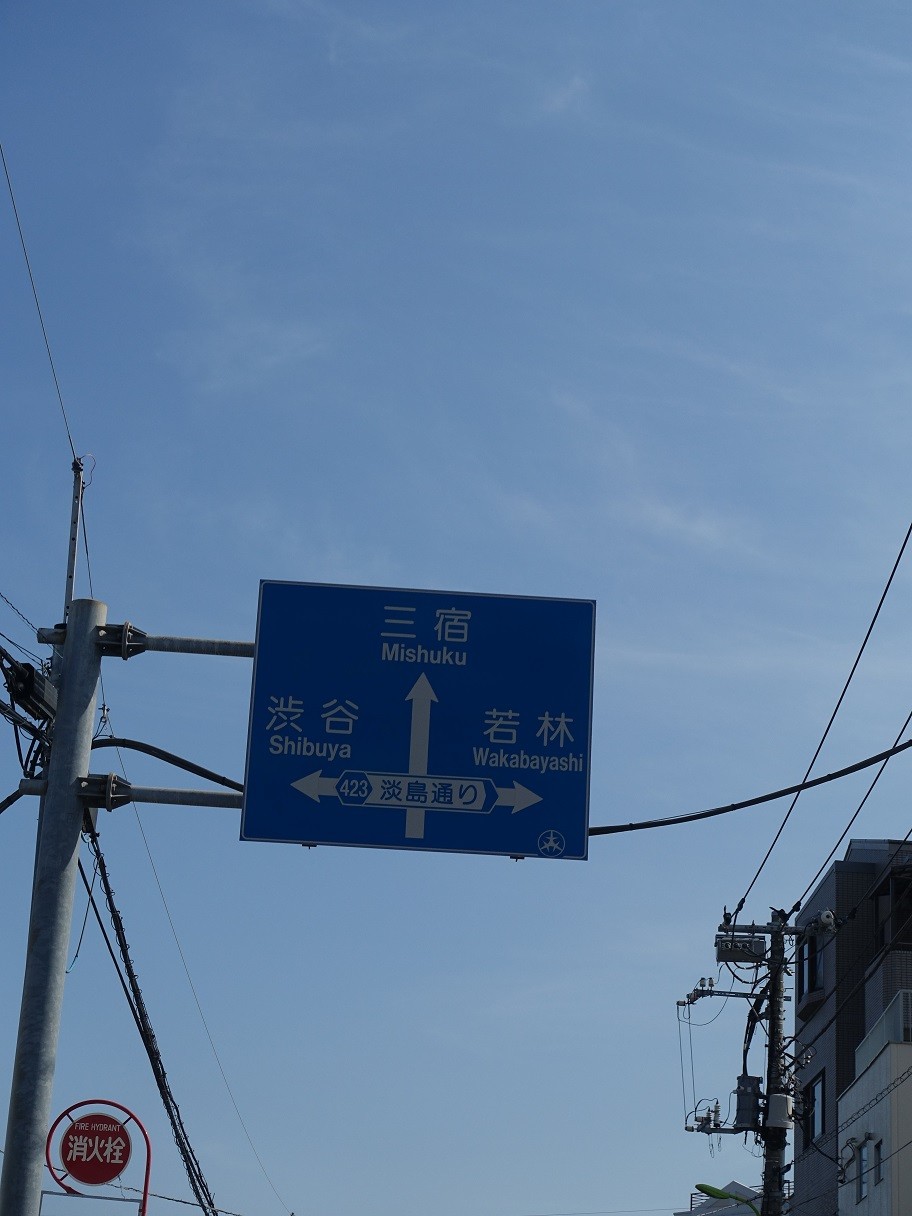 三宿
Mishuku
渋谷
Shibuya
若林
Wakabayashi
423 淡島通り
FIRE HYDRANT
消火栓